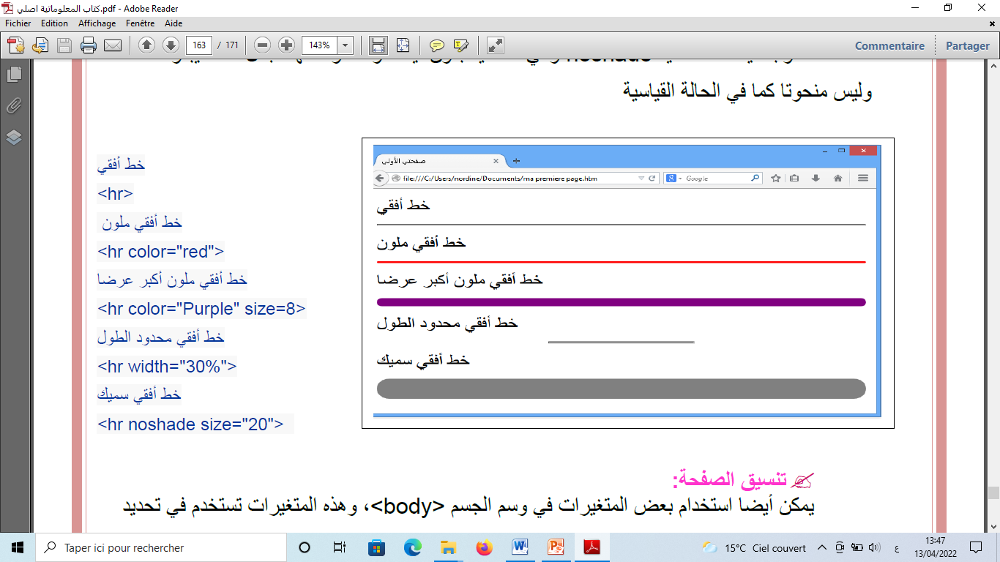 كتاب المعلوماتية اصلي.pdf - Adobe Reader
Fichier Edition Affichage Fenêtre Aide
163 / 171 143% Commentaire Partager
noshade
وليس منحوتا كما في الحالة القياسية
خط أفقي
<hr>
خط أفقي ملون
<hr color="red">
خط أفقي ملون أكبر عرضا
<hr color="Purple" size=8>
خط أفقي محدود الطول
<hr width="30%">
خط أفقي سميك
<hr noshade size="20">
صفحتي الأولي
file:///C:/Users/nordine/Documents/ma premiere page.htm Google
خط أفقي
خط أفقي ملون
خط أفقي ملون أكبر عرضا
خط أفقي محدود الطول
خط أفقي سميك
تنسيق الصفحة:
يمكن أيضا استخدام بعض المتغيرات في وسم الجسم <body>، وهذه المتغيرات تستخدم في تحديد
Taper ici pour rechercher 15°C Ciel couvert ع 13:47
13/04/2022